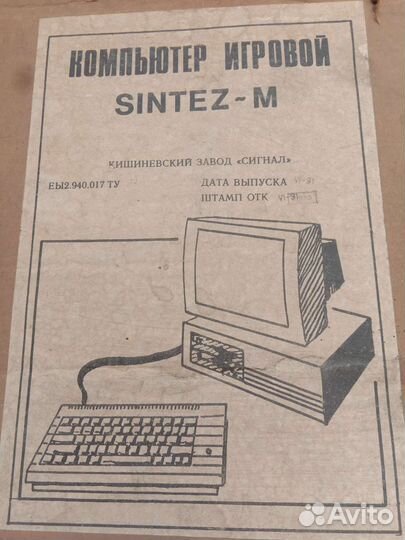 КОМПЬЮТЕР ИГРОВОЙ
SINTEZ-M
КИШИНЕВСКИЙ ЗАВОД «СИГНАЛ»
ЕЫ2.940.017 ТУ
ДАТА ВЫПУСКА
ШТАМП ОТК
Avito